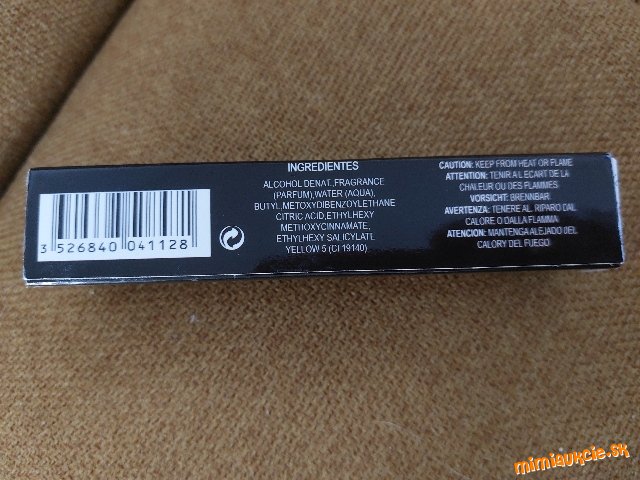 INGREDIENTES
ALCOHOL DENAT.,FRAGRANCE
(PARFUM),WATER (AQUA),
BUTYL.METOXYDIBENZOYLETHANE
CITRIC ACID,ETHYLHEXY
METHOXYCINNAMATE,
ETHYLHEXY SALICYLATE
YELLOW 5 (CI 19140).
CAUTION: KEEP FROM HEAT OR FLAME
ATTENTION: TENIR A L ECART DE LA
CHALEUR OU DES FLAMMES
VORSICHT: BRENNBAR
AVERTENZA: TENERE AL RIPARO DAL
CALORE O DALLA FLAMMA
ATENCION: MANTENGA ALEJADO DEL
CALORY DEL FUEGO
3 526840 041128
mimiaukcie.sk